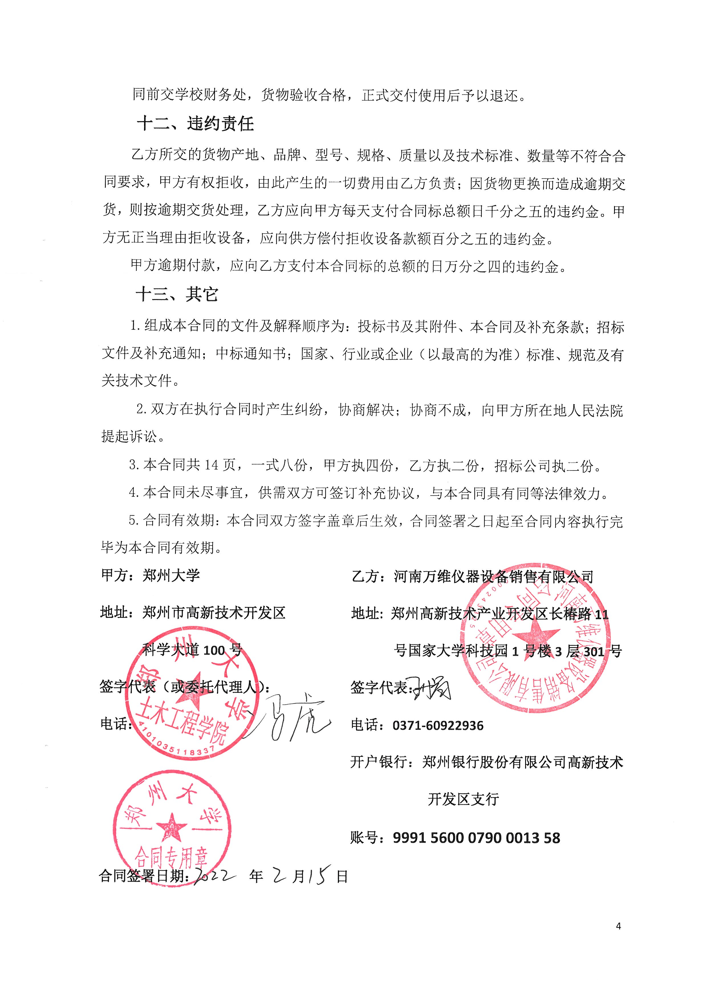 同前交学校财务处，货物验收合格，正式交付使用后予以退还。
十二、违约责任
乙方所交的货物产地、品牌、型号、规格、质量以及技术标准、数量等不符合合
同要求，甲方有权拒收，由此产生的一切费用由乙方负责；因货物更换而造成逾期交
货，则按逾期交货处理，乙方应向甲方每天支付合同标总额日千分之五的违约金。甲
方无正当理由拒收设备，应向供方偿付拒收设备款额百分之五的违约金。
甲方逾期付款，应向乙方支付本合同标的总额的日万分之四的违约金。
十三、其它
1.组成本合同的文件及解释顺序为：投标书及其附件、本合同及补充条款；招标
文件及补充通知；中标通知书；国家、行业或企业（以最高的为准）标准、规范及有
关技术文件。
2.双方在执行合同时产生纠纷，协商解决；协商不成，向甲方所在地人民法院
提起诉讼。
3.本合同共 14 页，一式八份，甲方执四份，乙方执二份，招标公司执二份。
4.本合同未尽事宜，供需双方可签订补充协议，与本合同具有同等法律效力。
5.合同有效期：本合同双方签字盖章后生效，合同签署之日起至合同内容执行完
毕为本合同有效期。
甲方：郑州大学
地址：郑州市高新技术开发区
科学大道 100 号
签字代表（或委托代理人）：
电话：
郑州大学
土木工程学院
4101035118337
郑州大学
合同专用章
乙方：河南万维仪器设备销售有限公司
地址: 郑州高新技术产业开发区长椿路 11
号国家大学科技园 1 号楼 3 层 301 号
签字代表:
电话：0371-60922936
开户银行：郑州银行股份有限公司高新技术
开发区支行
账号：9991 5600 0790 0013 58
河南万维仪器设备销售有限公司
合同专用章
合同签署日期：2022 年 2 月 15 日
4